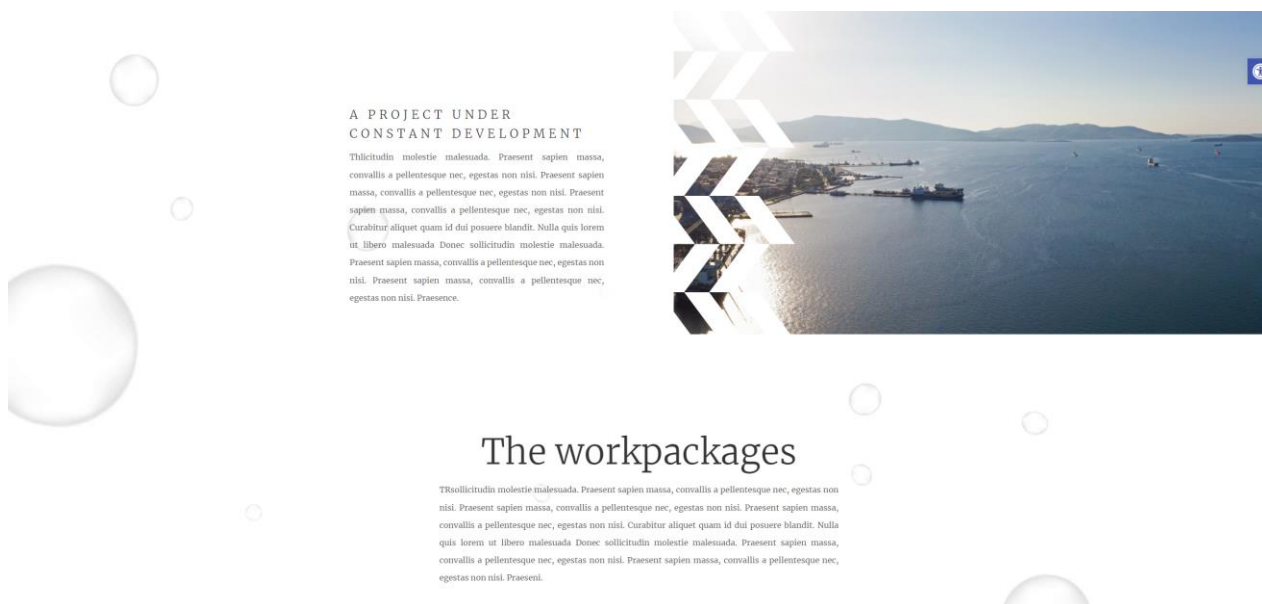 A PROJECT UNDER
CONSTANT DEVELOPMENT
Thlicitudin molestie malesuada. Praesent sapien massa,
convallis a pellentesque nec, egestas non nisi. Praesent sapien
massa, convallis a pellentesque nec, egestas non nisi. Praesent
sapien massa, convallis a pellentesque nec, egestas non nisi.
Curabitur aliquet quam id dui posuere blandit. Nulla quis lorem
ut libero malesuada Donec sollicitudin molestie malesuada.
Praesent sapien massa, convallis a pellentesque nec, egestas non
nisi. Praesent sapien massa, convallis a pellentesque nec,
egestas non nisi. Praesence.
The workpackages
TRsollicitudin molestie malesuada. Praesent sapien massa, convallis a pellentesque nec, egestas non
nisi. Praesent sapien massa, convallis a pellentesque nec, egestas non nisi. Praesent sapien massa,
convallis a pellentesque nec, egestas non nisi. Curabitur aliquet quam id dui posuere blandit. Nulla
quis lorem ut libero malesuada Donec sollicitudin molestie malesuada. Praesent sapien massa,
convallis a pellentesque nec, egestas non nisi. Praesent sapien massa, convallis a pellentesque nec,
egestas non nisi. Praeseni.